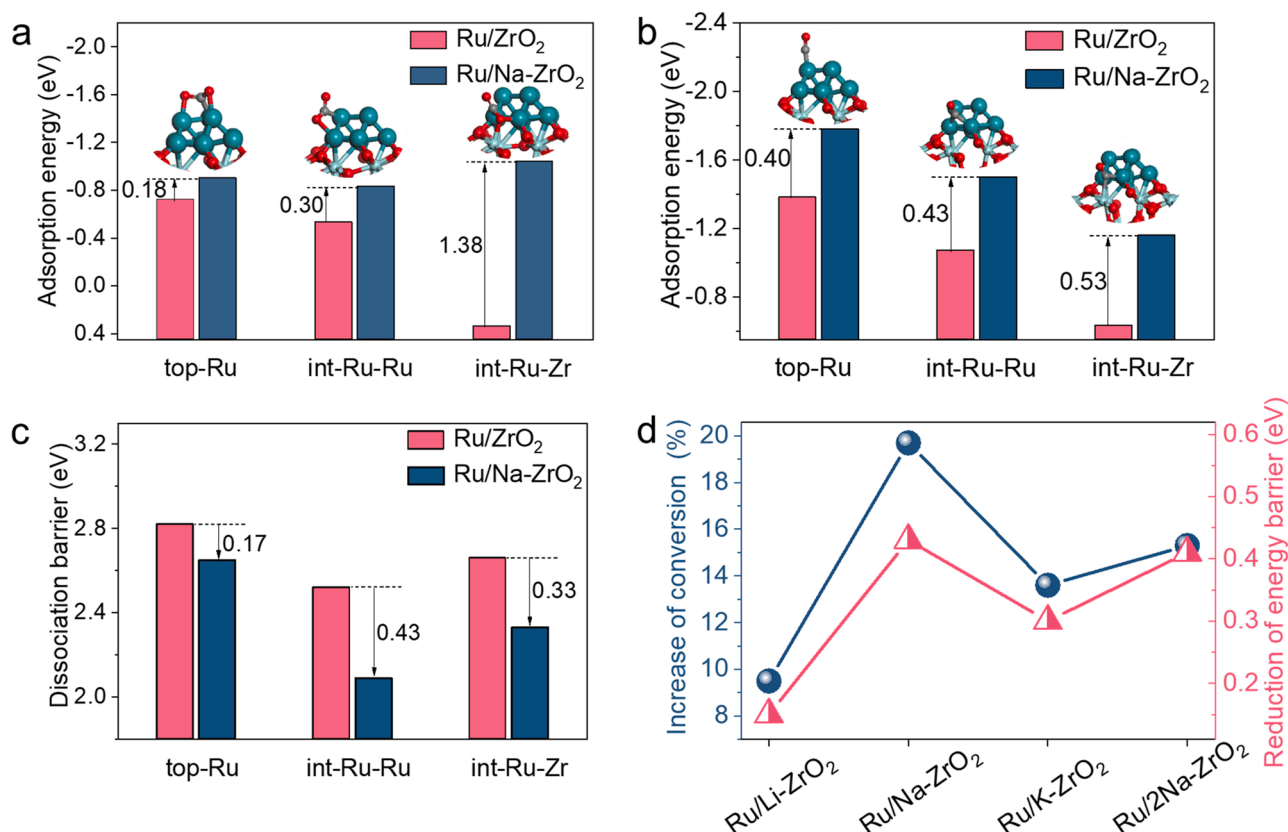 a
Adsorption energy (eV)
-2.0
-1.6
-1.2
-0.8
-0.4
0.0
0.4
Ru/ZrO₂
Ru/Na-ZrO₂
0.18
0.30
1.38
top-Ru
int-Ru-Ru
int-Ru-Zr
b
Adsorption energy (eV)
-2.4
-2.0
-1.6
-1.2
-0.8
Ru/ZrO₂
Ru/Na-ZrO₂
0.40
0.43
0.53
top-Ru
int-Ru-Ru
int-Ru-Zr
c
Dissociation barrier (eV)
3.2
2.8
2.4
2.0
Ru/ZrO₂
Ru/Na-ZrO₂
0.17
0.43
0.33
top-Ru
int-Ru-Ru
int-Ru-Zr
d
Increase of conversion (%)
20
18
16
14
12
10
8
0.6
0.5
0.4
0.3
0.2
Reduction of energy barrier (eV)
Ru/Li-ZrO₂
Ru/Na-ZrO₂
Ru/K-ZrO₂
Ru/2Na-ZrO₂